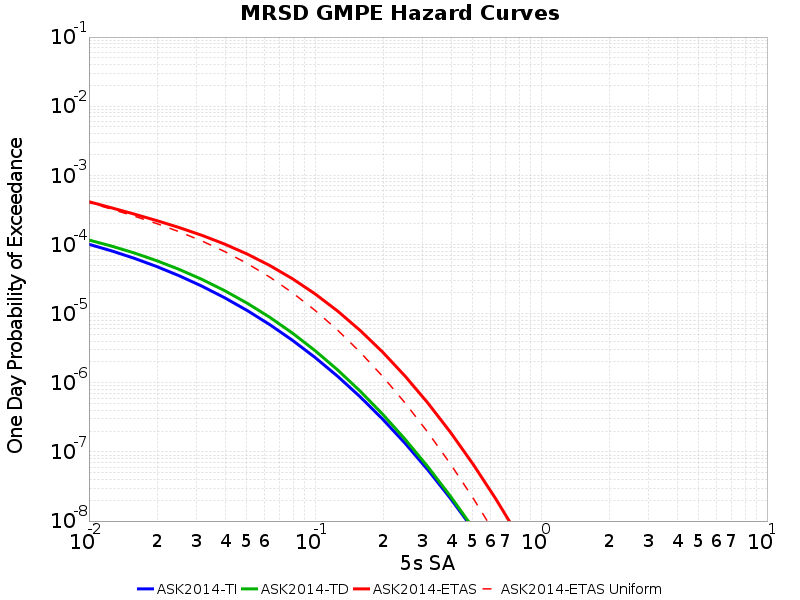 MRSD GMPE Hazard Curves
One Day Probability of Exceedance
10^-1
10^-2
10^-3
10^-4
10^-5
10^-6
10^-7
10^-8
10^-2 2 3 4 5 6 10^-1 2 3 4 5 6 7 10^0 2 3 4 5 6 7 10^1
5s SA
ASK2014-TI ASK2014-TD ASK2014-ETAS ASK2014-ETAS Uniform